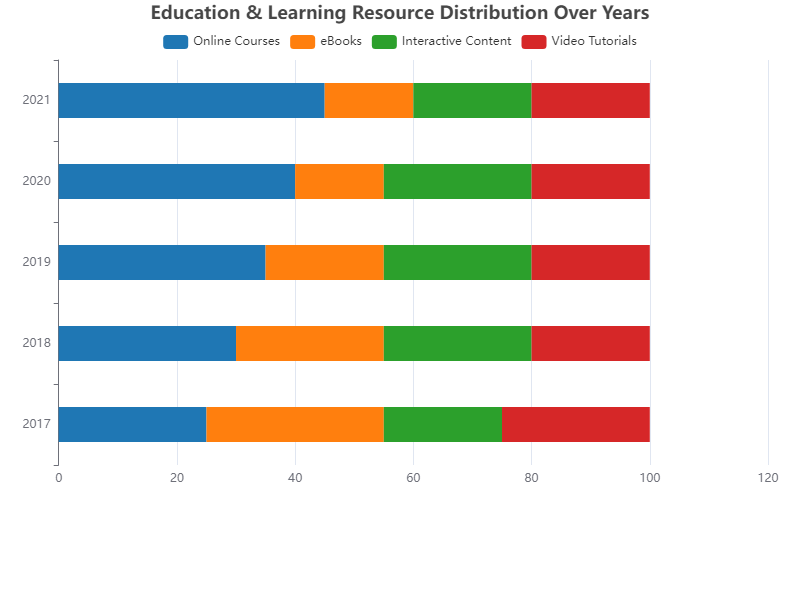 Education & Learning Resource Distribution Over Years
Online Courses eBooks Interactive Content Video Tutorials
2021
2020
2019
2018
2017
0 20 40 60 80 100 120